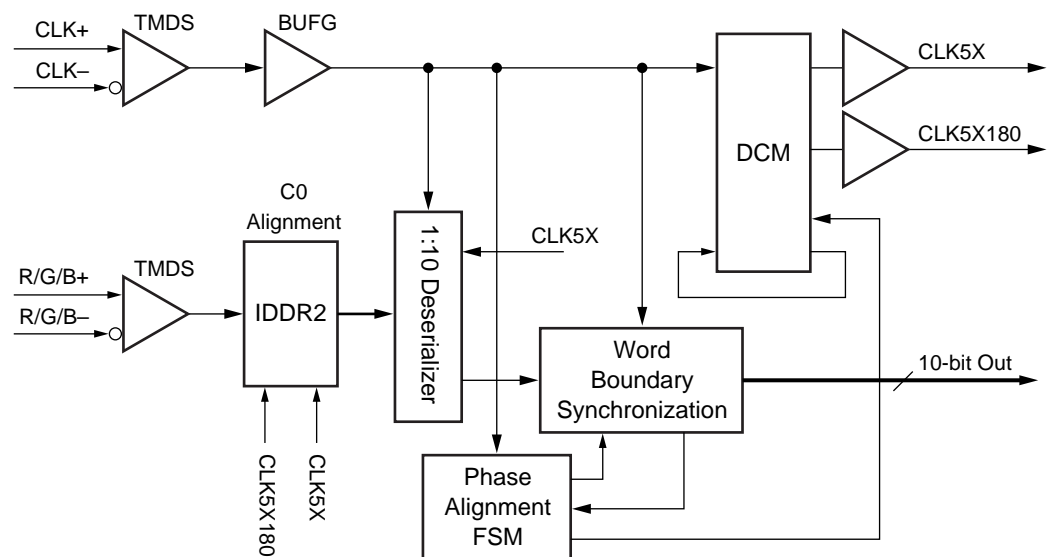 TMDS
BUFG
CLK+
CLK–
CLK5X
CLK5X180
DCM
C0
Alignment
1:10 Deserializer
CLK5X
R/G/B+
R/G/B–
TMDS
IDDR2
Word
Boundary
Synchronization
10-bit Out
CLK5X180
CLK5X
Phase
Alignment
FSM